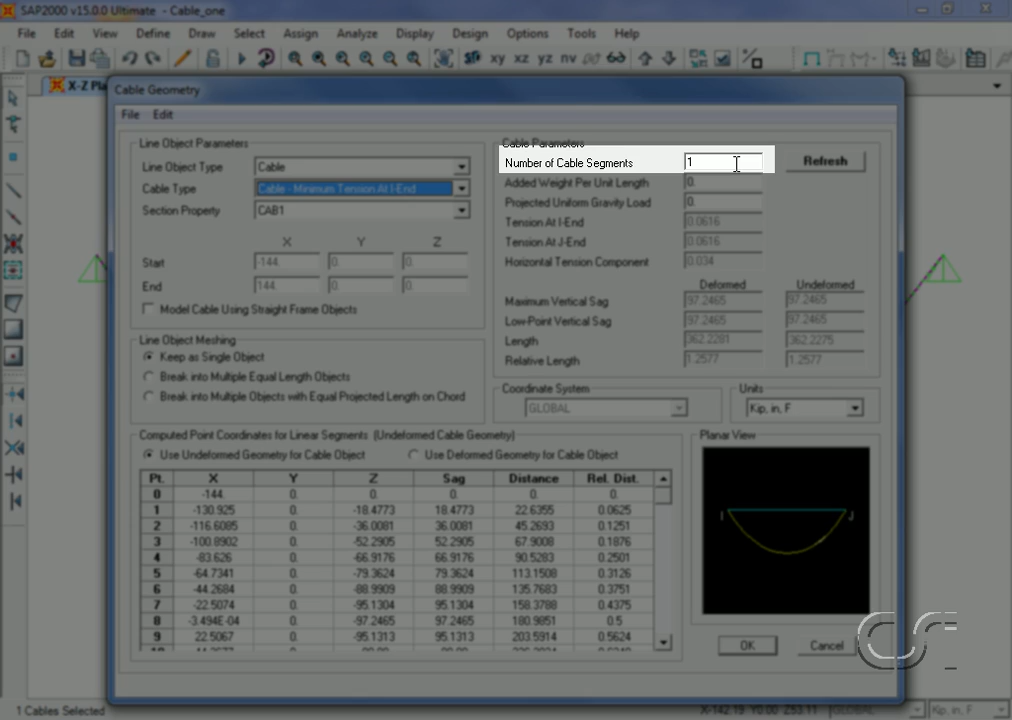 SAP2000 v15.0.0 Ultimate - Cable_one
File Edit View Define Draw Select Assign Analyze Display Design Options Tools Help
xy xz yz nv
X-Z Pla
Cable Geometry
File Edit
Line Object Parameters
Line Object Type Cable
Cable Type Cable - Minimum Tension At I-End
Section Property CAB1
X Y Z
Start -144. 0. 0.
End 144. 0. 0.
Model Cable Using Straight Frame Objects
Line Object Meshing
Keep as Single Object
Break into Multiple Equal Length Objects
Break into Multiple Objects with Equal Projected Length on Chord
Cable Parameters
Number of Cable Segments 1 Refresh
Added Weight Per Unit Length 0.
Projected Uniform Gravity Load 0.
Tension At I-End 0.0616
Tension At J-End 0.0616
Horizontal Tension Component 0.034
Deformed Undeformed
Maximum Vertical Sag 97.2465 97.2465
Low-Point Vertical Sag 97.2465 97.2465
Length 362.2281 362.2275
Relative Length 1.2577 1.2577
Coordinate System
GLOBAL
Units
Kip, in, F
Computed Point Coordinates for Linear Segments (Undeformed Cable Geometry)
Use Undeformed Geometry for Cable Object Use Deformed Geometry for Cable Object
Pt. X Y Z Sag Distance Rel. Dist.
0 -144. 0. 0. 0. 0. 0.
1 -130.925 0. -18.4773 18.4773 22.6355 0.0625
2 -116.6085 0. -36.0081 36.0081 45.2693 0.1251
3 -100.8902 0. -52.2905 52.2905 67.9008 0.1876
4 -83.626 0. -66.9176 66.9176 90.5283 0.2501
5 -64.7341 0. -79.3624 79.3624 113.1508 0.3126
6 -44.2684 0. -88.9909 88.9909 135.7683 0.3751
7 -22.5074 0. -95.1304 95.1304 158.3788 0.4375
8 -3.494E-04 0. -97.2465 97.2465 180.9851 0.5
9 22.5067 0. -95.1313 95.1313 203.5914 0.5624
Planar View
I J
OK Cancel
CSi
1 Cables Selected
X-142.19 Y0.00 Z53.11 GLOBAL Kip, in, F